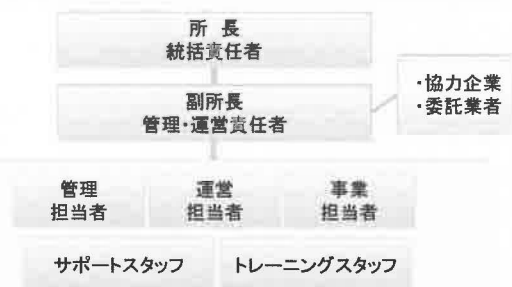 所 長
統括責任者
・協力企業
・委託業者
副所長
管理・運営責任者
管理
担当者
運営
担当者
事業
担当者
サポートスタッフ
トレーニングスタッフ